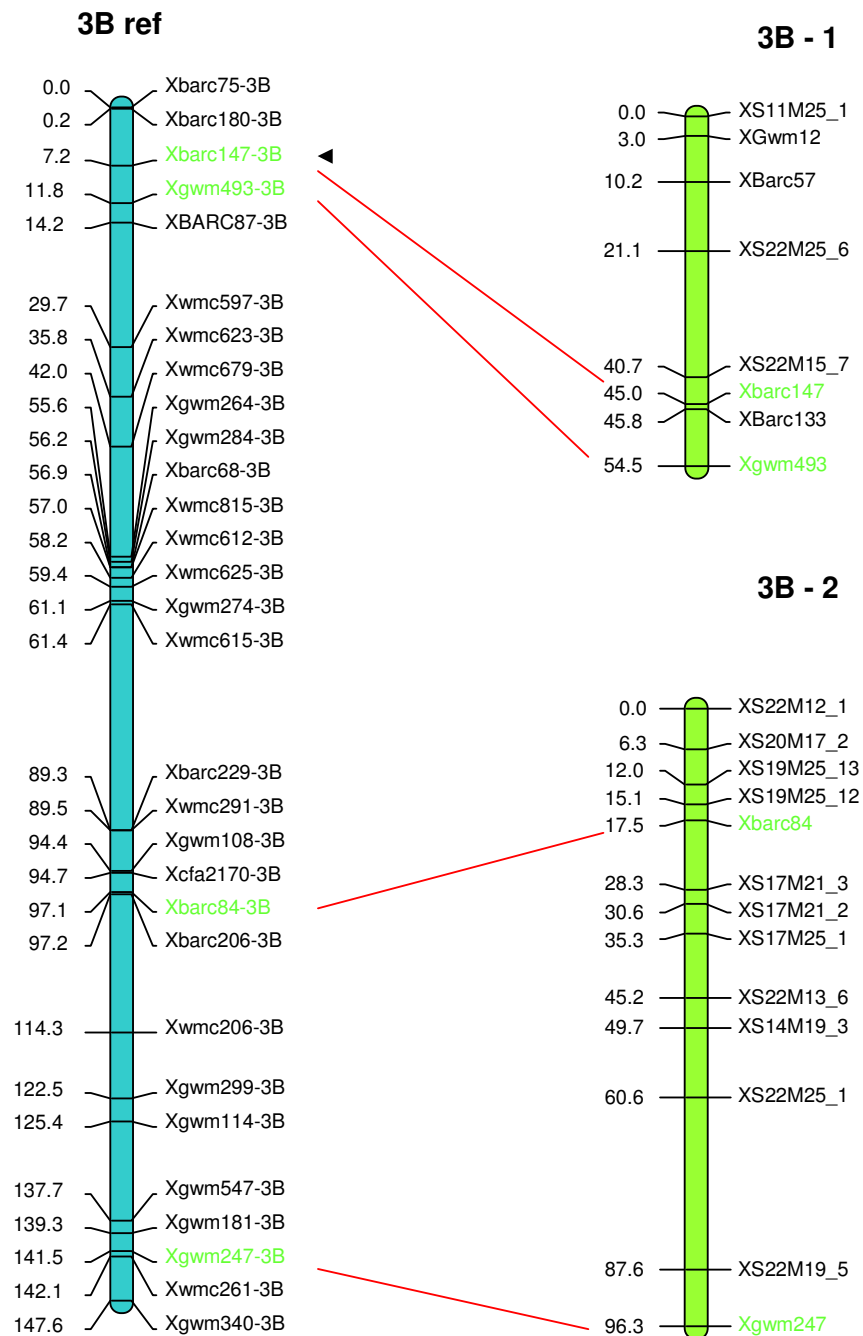 3B ref
0.0 Xbarc75-3B
0.2 Xbarc180-3B
7.2 Xbarc147-3B
11.8 Xgwm493-3B
14.2 XBARC87-3B
29.7 Xwmc597-3B
35.8 Xwmc623-3B
42.0 Xwmc679-3B
55.6 Xgwm264-3B
56.2 Xgwm284-3B
56.9 Xbarc68-3B
57.0 Xwmc815-3B
58.2 Xwmc612-3B
59.4 Xwmc625-3B
61.1 Xgwm274-3B
61.4 Xwmc615-3B
89.3 Xbarc229-3B
89.5 Xwmc291-3B
94.4 Xgwm108-3B
94.7 Xcfa2170-3B
97.1 Xbarc84-3B
97.2 Xbarc206-3B
114.3 Xwmc206-3B
122.5 Xgwm299-3B
125.4 Xgwm114-3B
137.7 Xgwm547-3B
139.3 Xgwm181-3B
141.5 Xgwm247-3B
142.1 Xwmc261-3B
147.6 Xgwm340-3B
3B - 1
0.0 XS11M25_1
3.0 XGwm12
10.2 XBarc57
21.1 XS22M25_6
40.7 XS22M15_7
45.0 Xbarc147
45.8 XBarc133
54.5 Xgwm493
3B - 2
0.0 XS22M12_1
6.3 XS20M17_2
12.0 XS19M25_13
15.1 XS19M25_12
17.5 Xbarc84
28.3 XS17M21_3
30.6 XS17M21_2
35.3 XS17M25_1
45.2 XS22M13_6
49.7 XS14M19_3
60.6 XS22M25_1
87.6 XS22M19_5
96.3 Xgwm247